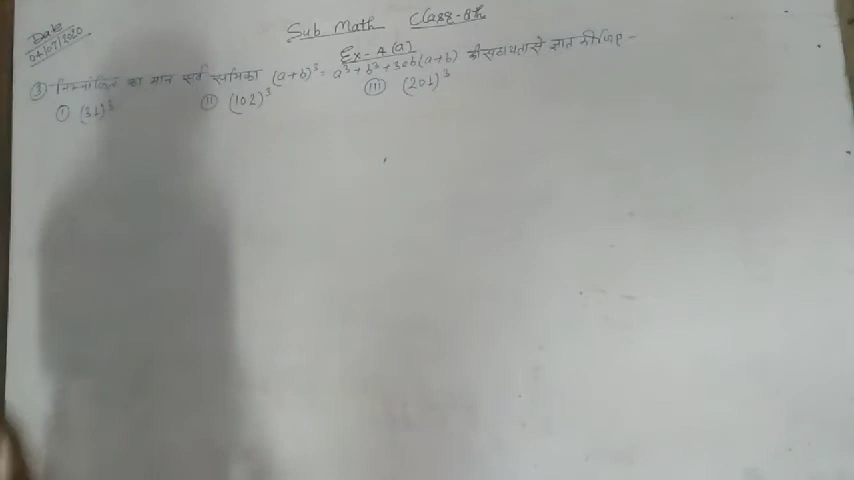 Date
04/07/2020
Sub Math Class-8th
Ex-4(a)
③ निम्नांकित का मान सर्व समिका (a+b)³ = a³+b³+3ab(a+b) की सहायता से ज्ञात कीजिए -
Ⓘ (31)³ ⓘⓘ (102)³ ⓘⓘⓘ (201)³